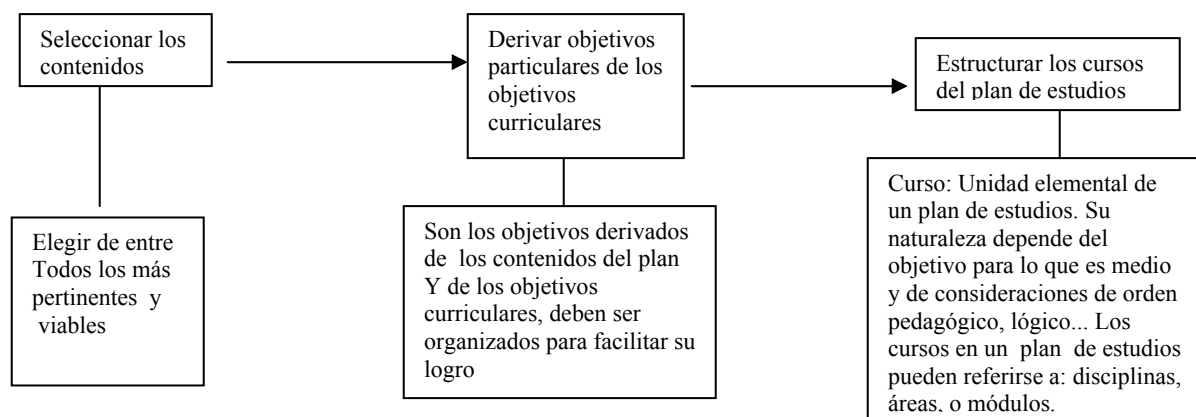 Seleccionar los
contenidos
Derivar objetivos
particulares de los
objetivos
curriculares
Estructurar los cursos
del plan de estudios
Elegir de entre
Todos los más
pertinentes y
viables
Son los objetivos derivados
de los contenidos del plan
Y de los objetivos
curriculares, deben ser
organizados para facilitar su
logro
Curso: Unidad elemental de
un plan de estudios. Su
naturaleza depende del
objetivo para lo que es medio
y de consideraciones de orden
pedagógico, lógico... Los
cursos en un plan de estudios
pueden referirse a: disciplinas,
áreas, o módulos.